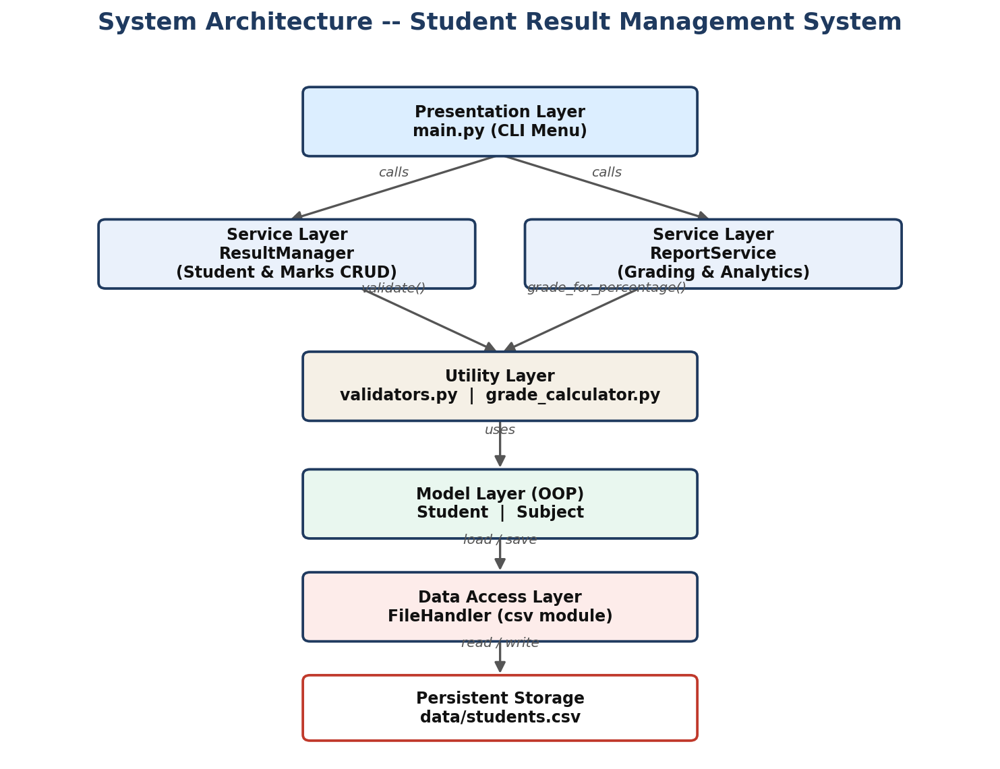 System Architecture -- Student Result Management System
Presentation Layer
main.py (CLI Menu)
calls
calls
Service Layer
ResultManager
(Student & Marks CRUD)
Service Layer
ReportService
(Grading & Analytics)
validate()
grade_for_percentage()
Utility Layer
validators.py | grade_calculator.py
uses
Model Layer (OOP)
Student | Subject
load / save
Data Access Layer
FileHandler (csv module)
read / write
Persistent Storage
data/students.csv